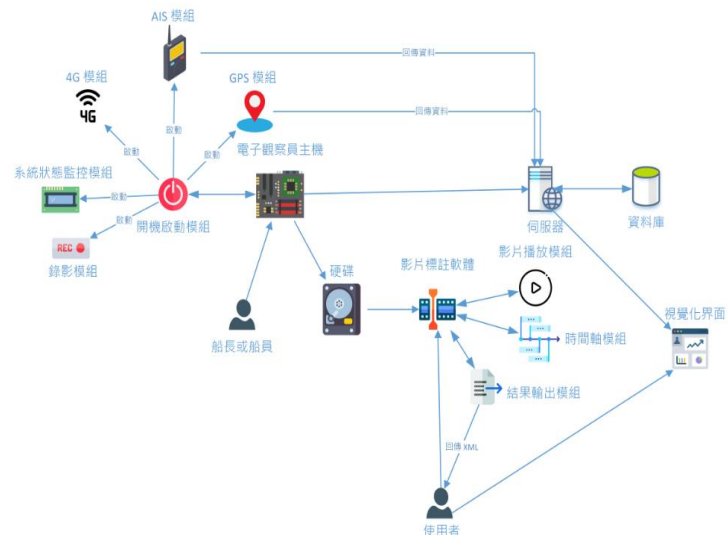 AIS 模組
回傳資料
4G 模組
4G
GPS 模組
回傳資料
啟動
啟動
啟動
電子觀察員主機
系統狀態監控模組
啟動
啟動
開機啟動模組
伺服器
資料庫
REC
錄影模組
硬碟
影片標註軟體
影片播放模組
視覺化界面
船長或船員
時間軸模組
結果輸出模組
回傳 XML
使用者